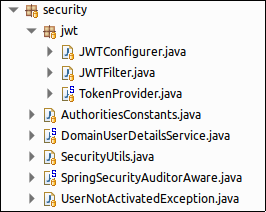 security
jwt
JWTConfigurer.java
JWTFilter.java
TokenProvider.java
AuthoritiesConstants.java
DomainUserDetailsService.java
SecurityUtils.java
SpringSecurityAuditorAware.java
UserNotActivatedException.java